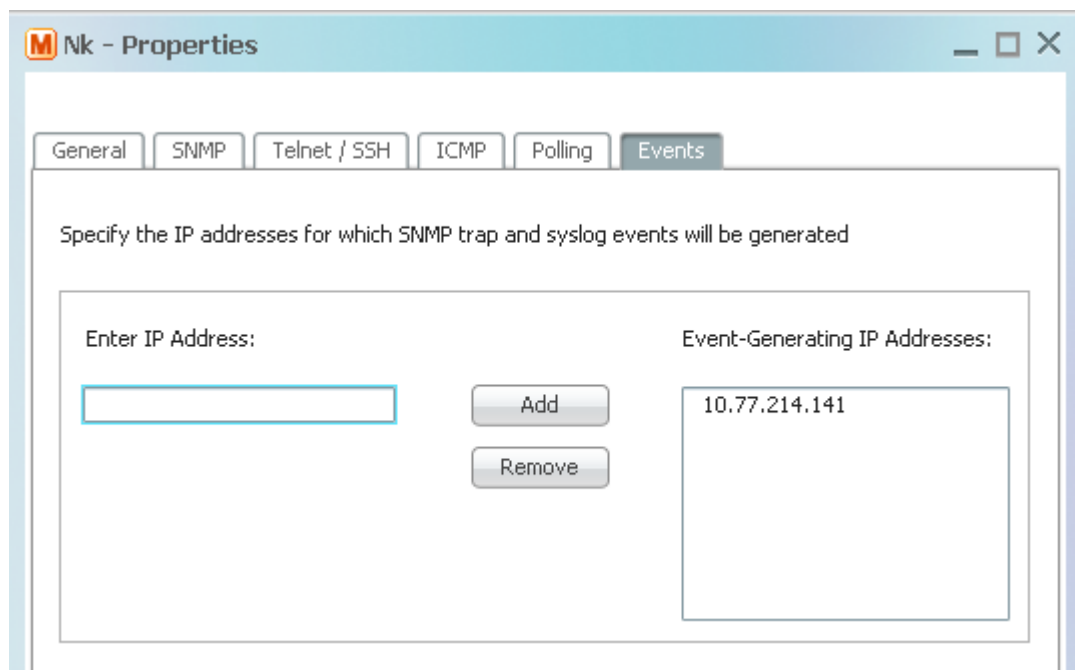 M Nk - Properties
General SNMP Telnet / SSH ICMP Polling Events
Specify the IP addresses for which SNMP trap and syslog events will be generated
Enter IP Address: Event-Generating IP Addresses:
Add 10.77.214.141
Remove